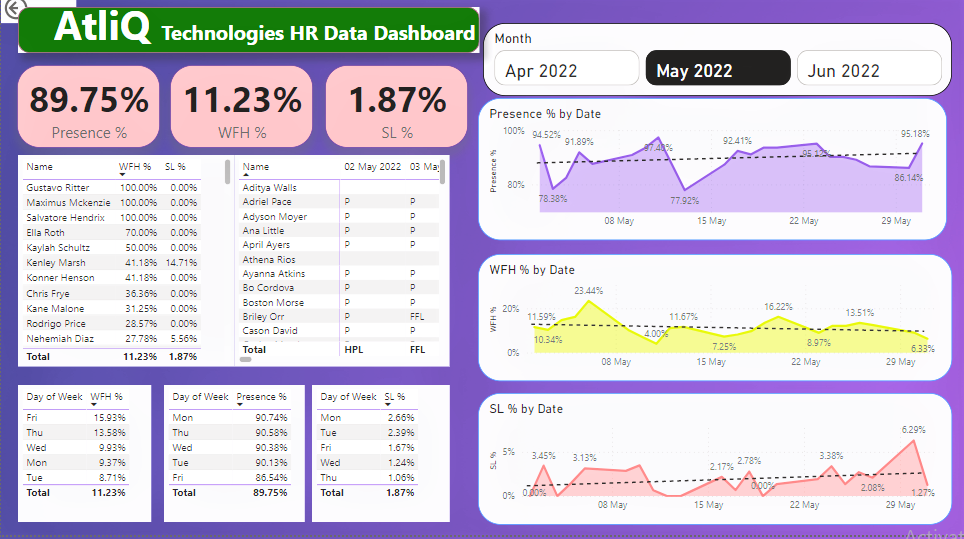 AtliQ Technologies HR Data Dashboard
Month
Apr 2022
May 2022
Jun 2022
89.75%
Presence %
11.23%
WFH %
1.87%
SL %
Name WFH % SL %
Gustavo Ritter 100.00% 0.00%
Maximus Mckenzie 100.00% 0.00%
Salvatore Hendrix 100.00% 0.00%
Ella Roth 70.00% 0.00%
Kaylah Schultz 50.00% 0.00%
Kenley Marsh 41.18% 14.71%
Konner Henson 41.18% 0.00%
Chris Frye 36.36% 0.00%
Kane Malone 31.25% 0.00%
Rodrigo Price 28.57% 0.00%
Nehemiah Diaz 27.78% 5.56%
Total 11.23% 1.87%
Name 02 May 2022 03 May
Aditya Walls
Adriel Pace P P
Adyson Moyer P P
Ana Little P P
April Ayers P P
Athena Rios
Ayanna Atkins P P
Bo Cordova P P
Boston Morse P P
Briley Orr P FFL
Cason David P P
Total HPL FFL
Day of Week WFH %
Fri 15.93%
Thu 13.58%
Wed 9.93%
Mon 9.37%
Tue 8.71%
Total 11.23%
Day of Week Presence %
Mon 90.74%
Thu 90.58%
Wed 90.38%
Tue 90.13%
Fri 86.54%
Total 89.75%
Day of Week SL %
Mon 2.66%
Tue 2.39%
Fri 1.67%
Wed 1.24%
Thu 1.06%
Total 1.87%
Presence % by Date
Presence %
100%
80%
94.52%
78.38%
91.89%
97.40%
77.92%
92.41%
95.12%
86.14%
95.18%
08 May 15 May 22 May 29 May
WFH % by Date
WFH %
20%
0%
11.59%
10.34%
23.44%
4.00%
11.67%
7.25%
16.22%
8.97%
13.51%
6.33%
08 May 15 May 22 May 29 May
SL % by Date
SL %
5%
0%
0.00%
3.45%
3.13%
2.17%
2.78%
0.00%
3.38%
2.08%
6.29%
1.27%
08 May 15 May 22 May 29 May